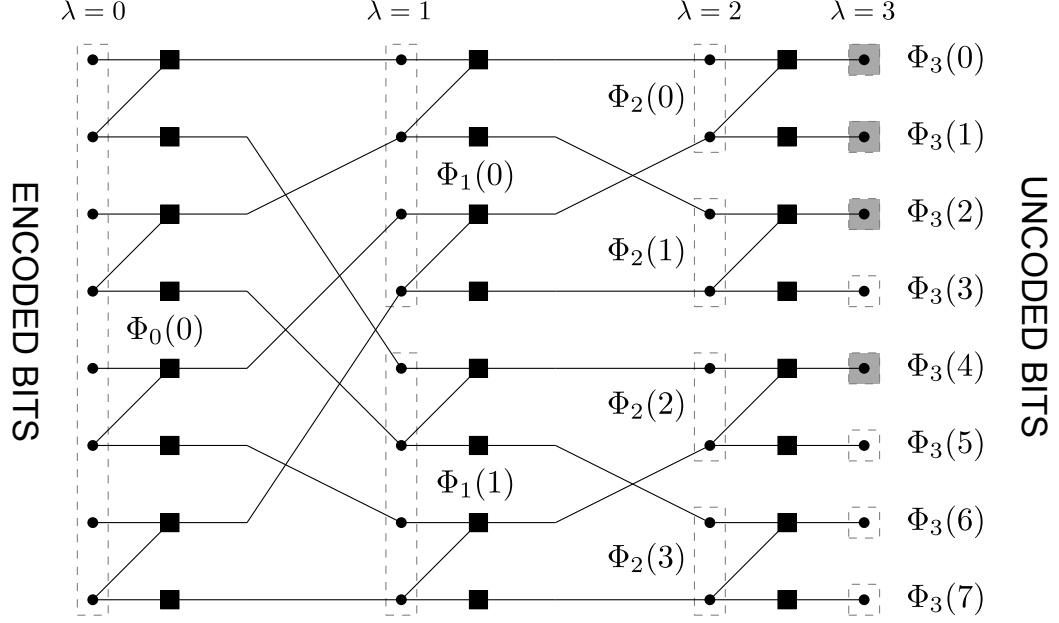 λ = 0
λ = 1
λ = 2
λ = 3
Φ₃(0)
Φ₂(0)
Φ₃(1)
Φ₁(0)
Φ₃(2)
Φ₂(1)
Φ₃(3)
Φ₀(0)
Φ₃(4)
Φ₂(2)
Φ₃(5)
Φ₁(1)
Φ₃(6)
Φ₂(3)
Φ₃(7)
ENCODED BITS
UNCODED BITS